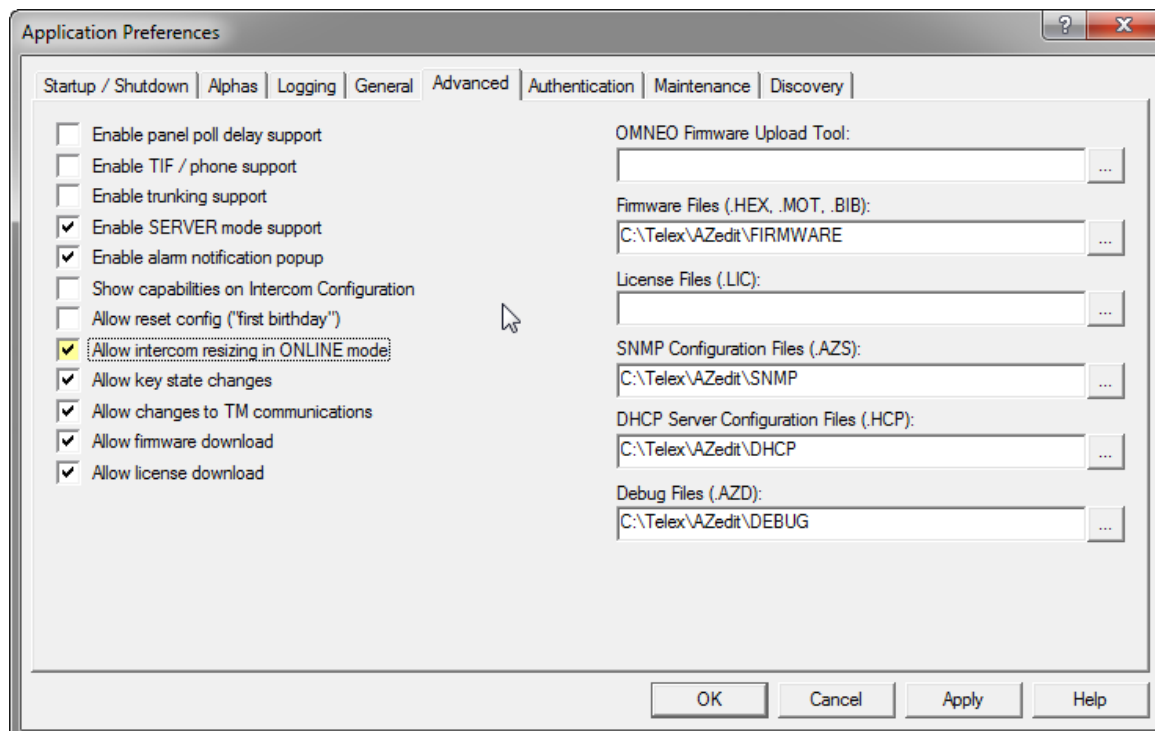 Application Preferences
?
X
Startup / Shutdown
Alphas
Logging
General
Advanced
Authentication
Maintenance
Discovery
Enable panel poll delay support
Enable TIF / phone support
Enable trunking support
Enable SERVER mode support
Enable alarm notification popup
Show capabilities on Intercom Configuration
Allow reset config ("first birthday")
Allow intercom resizing in ONLINE mode
Allow key state changes
Allow changes to TM communications
Allow firmware download
Allow license download
OMNEO Firmware Upload Tool:
...
Firmware Files (.HEX, .MOT, .BIB):
C:\Telex\AZedit\FIRMWARE
...
License Files (.LIC):
...
SNMP Configuration Files (.AZS):
C:\Telex\AZedit\SNMP
...
DHCP Server Configuration Files (.HCP):
C:\Telex\AZedit\DHCP
...
Debug Files (.AZD):
C:\Telex\AZedit\DEBUG
...
OK
Cancel
Apply
Help